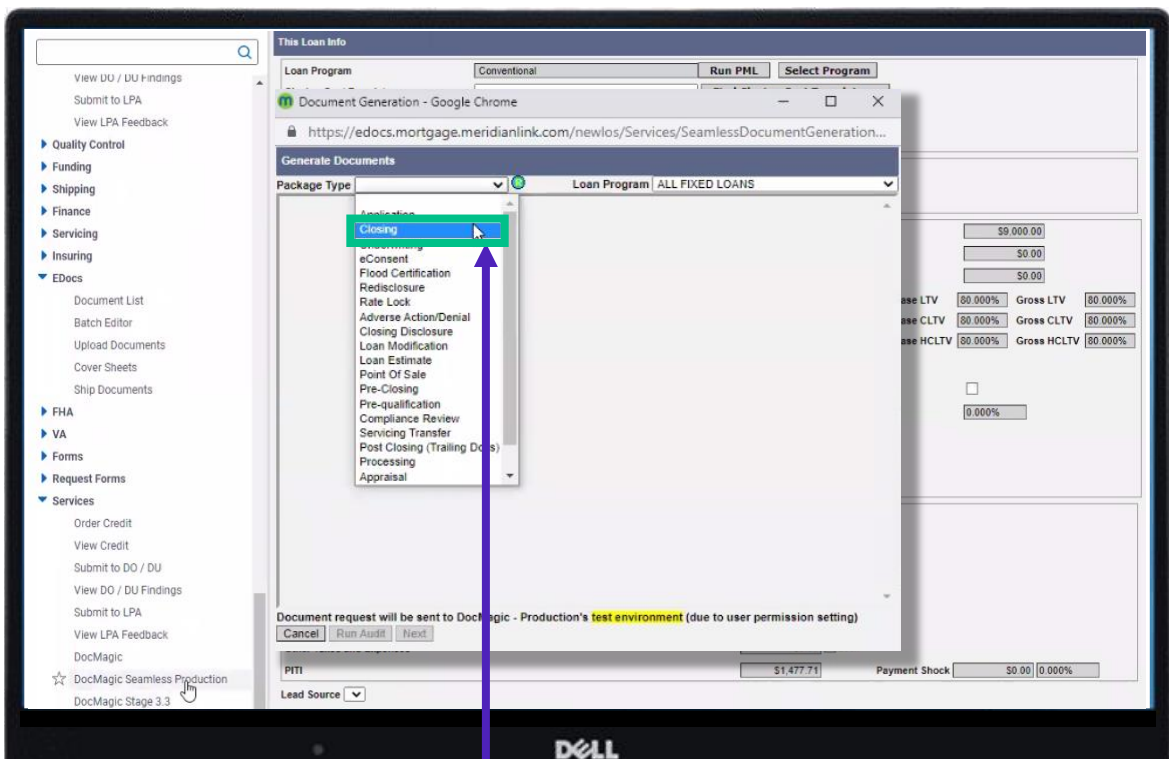 This Loan Info
View DO / DU Findings
Submit to LPA
View LPA Feedback
Quality Control
Funding
Shipping
Finance
Servicing
Insuring
EDocs
Document List
Batch Editor
Upload Documents
Cover Sheets
Ship Documents
FHA
VA
Forms
Request Forms
Services
Order Credit
View Credit
Submit to DO / DU
View DO / DU Findings
Submit to LPA
View LPA Feedback
DocMagic
DocMagic Seamless Production
DocMagic Stage 3.3
Loan Program Conventional Run PML Select Program
Document Generation - Google Chrome
https://edocs.mortgage.meridianlink.com/newlos/Services/SeamlessDocumentGeneration...
Generate Documents
Package Type Loan Program ALL FIXED LOANS
Application
Closing
Underwriting
eConsent
Flood Certification
Redisclosure
Rate Lock
Adverse Action/Denial
Closing Disclosure
Loan Modification
Loan Estimate
Point Of Sale
Pre-Closing
Pre-qualification
Compliance Review
Servicing Transfer
Post Closing (Trailing Docs)
Processing
Appraisal
Document request will be sent to DocMagic - Production's test environment (due to user permission setting)
Cancel Run Audit Next
$9,000.00
$0.00
$0.00
ase LTV 80.000% Gross LTV 80.000%
ase CLTV 80.000% Gross CLTV 80.000%
ase HCLTV 80.000% Gross HCLTV 80.000%
0.000%
PITI $1,477.71 Payment Shock $0.00 0.000%
Lead Source
DELL